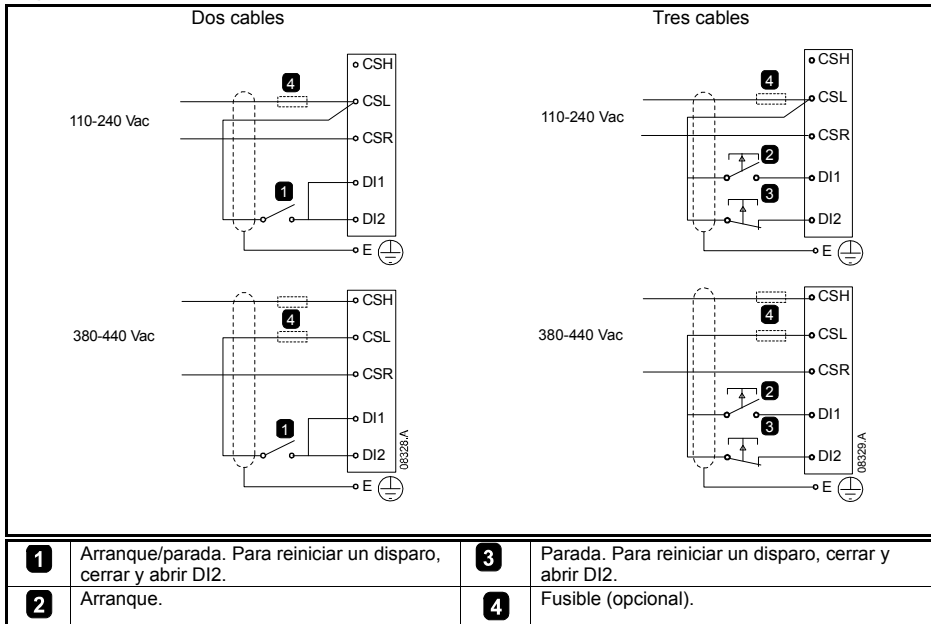 Dos cables
Tres cables
CSH
4
CSL
110-240 Vac
CSR
DI1
1
DI2
E
CSH
4
CSL
110-240 Vac
CSR
2
DI1
3
DI2
E
CSH
4
CSL
380-440 Vac
CSR
DI1
1
DI2
E
08328.A
CSH
4
CSL
380-440 Vac
CSR
2
DI1
3
DI2
E
08329.A
1 Arranque/parada. Para reiniciar un disparo,
cerrar y abrir DI2.
3 Parada. Para reiniciar un disparo, cerrar y
abrir DI2.
2 Arranque.
4 Fusible (opcional).